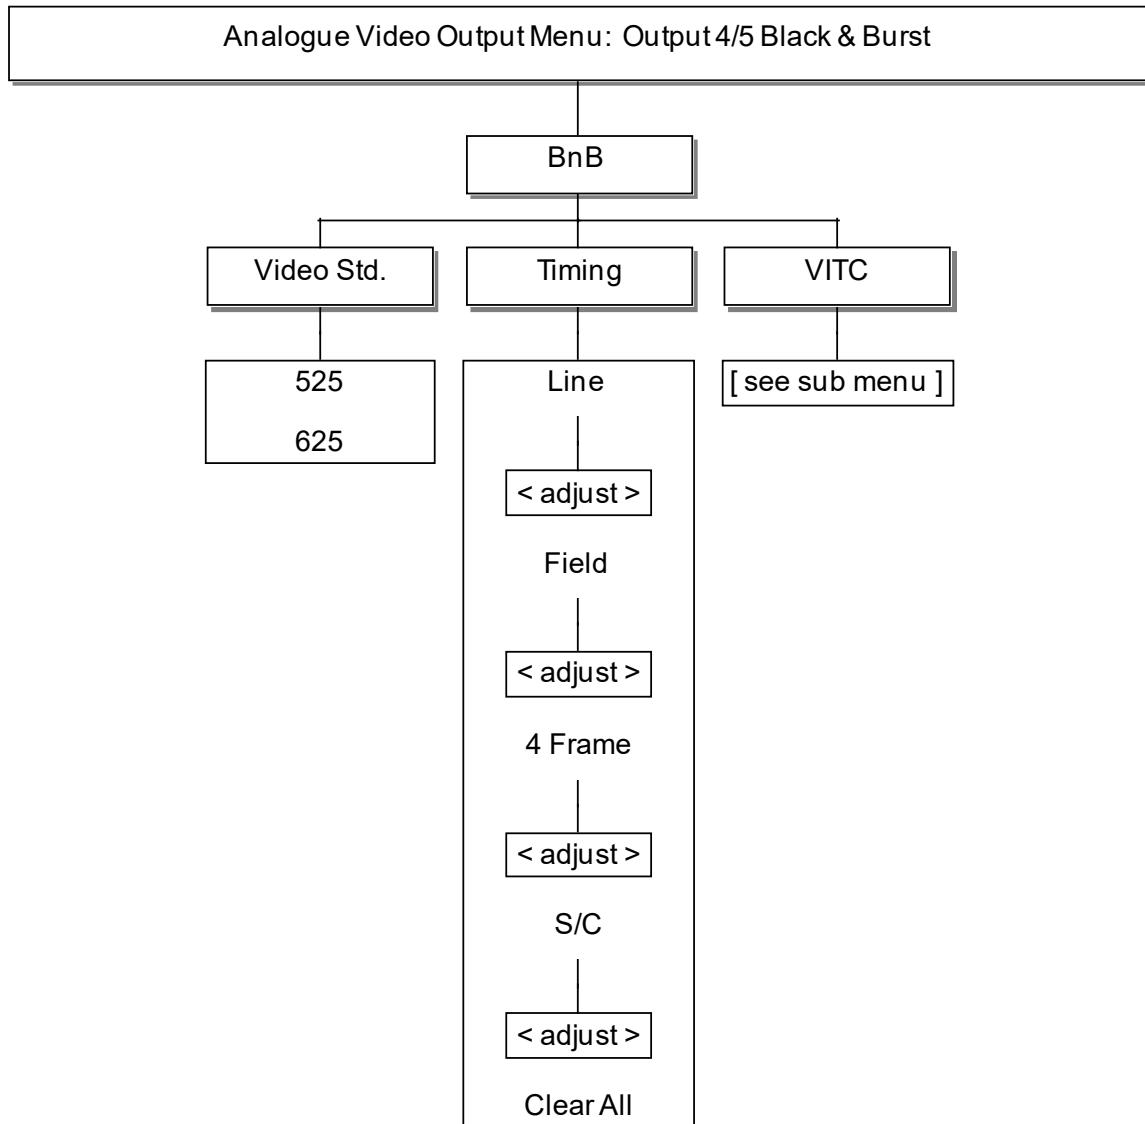 Analogue Video Output Menu: Output 4/5 Black & Burst
BnB
Video Std.
Timing
VITC
525
625
Line
< adjust >
Field
< adjust >
4 Frame
< adjust >
S/C
< adjust >
Clear All
[ see sub menu ]